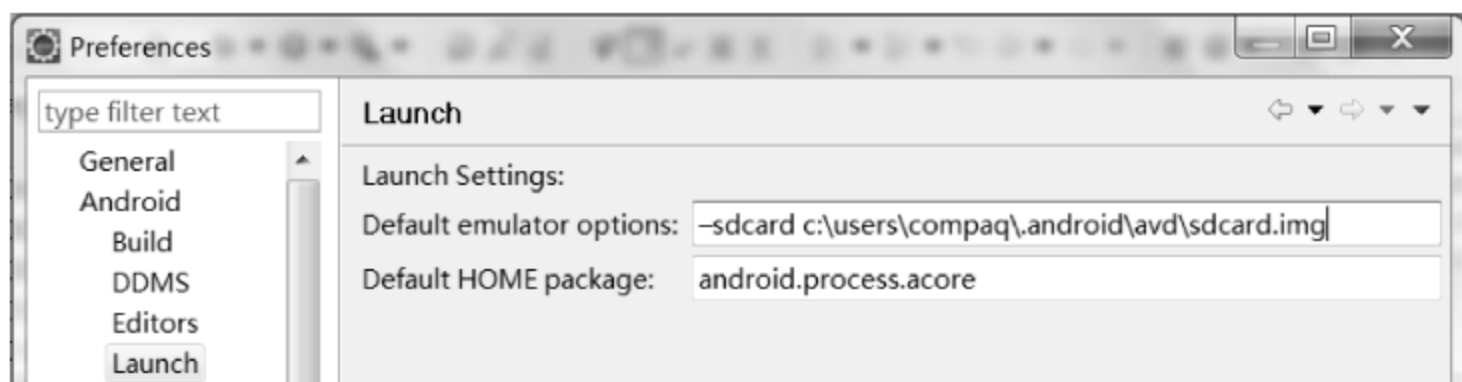 Preferences
type filter text
General
Android
Build
DDMS
Editors
Launch
Launch
Launch Settings:
Default emulator options: –sdcard c:\users\compaq\.android\avd\sdcard.img
Default HOME package: android.process.acore